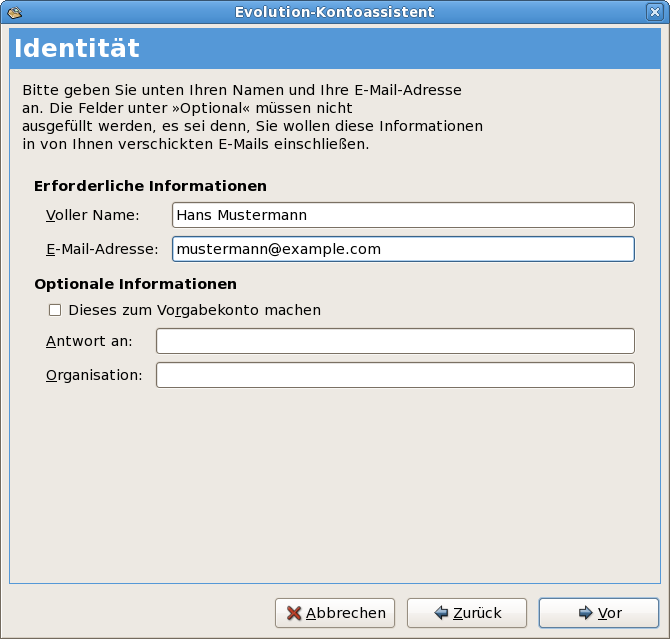 Evolution-Kontoassistent
Identität
Bitte geben Sie unten Ihren Namen und Ihre E-Mail-Adresse
an. Die Felder unter »Optional« müssen nicht
ausgefüllt werden, es sei denn, Sie wollen diese Informationen
in von Ihnen verschickten E-Mails einschließen.
Erforderliche Informationen
Voller Name: Hans Mustermann
E-Mail-Adresse: mustermann@example.com
Optionale Informationen
Dieses zum Vorgabekonto machen
Antwort an:
Organisation:
Abbrechen Zurück Vor